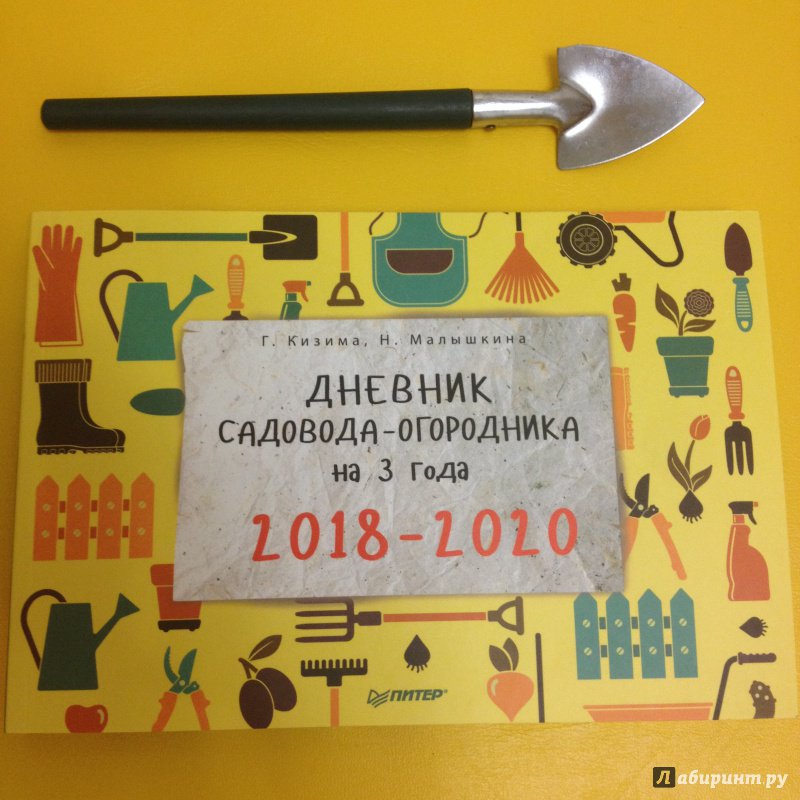 Г. Кизима, Н. Малышкина
ДНЕВНИК
САДОВОДА-ОГОРОДНИКА
на 3 года
2018-2020
ПИТЕР®
Лабиринт.ру